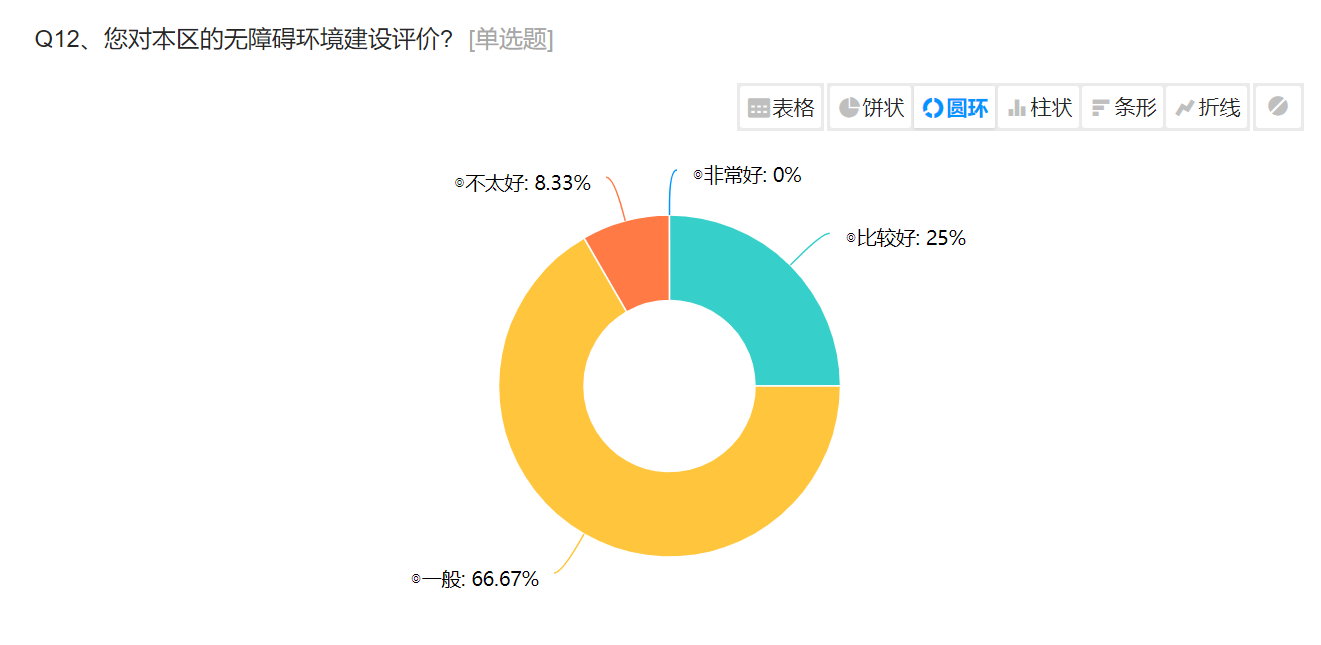 Q12、您对本区的无障碍环境建设评价? [单选题]
表格 饼状 圆环 柱状 条形 折线
不太好: 8.33%
非常好: 0%
比较好: 25%
一般: 66.67%